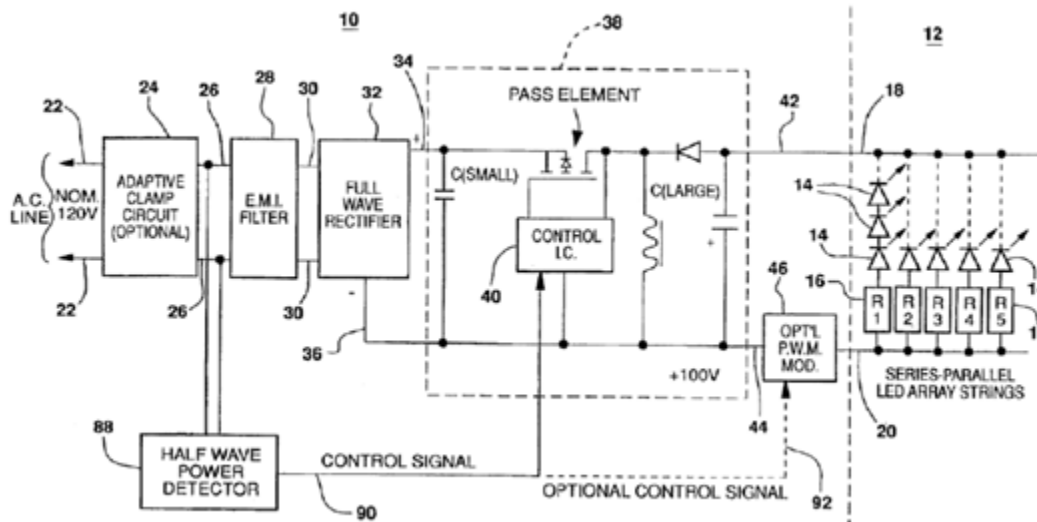 10
12
38
24
26
28
30
32
34
PASS ELEMENT
42
18
22
A.C. LINE
NOM. 120V
ADAPTIVE
CLAMP
CIRCUIT
(OPTIONAL)
E.M.I.
FILTER
FULL
WAVE
RECTIFIER
+
C(SMALL)
C(LARGE)
+
14
14
CONTROL
I.C.
40
46
16
R
1
R
2
R
3
R
4
R
5
22
26
30
-
36
OPT'L
P.W.M.
MOD.
+100V
44
20
SERIES-PARALLEL
LED ARRAY STRINGS
88
HALF WAVE
POWER
DETECTOR
CONTROL SIGNAL
90
OPTIONAL CONTROL SIGNAL
92